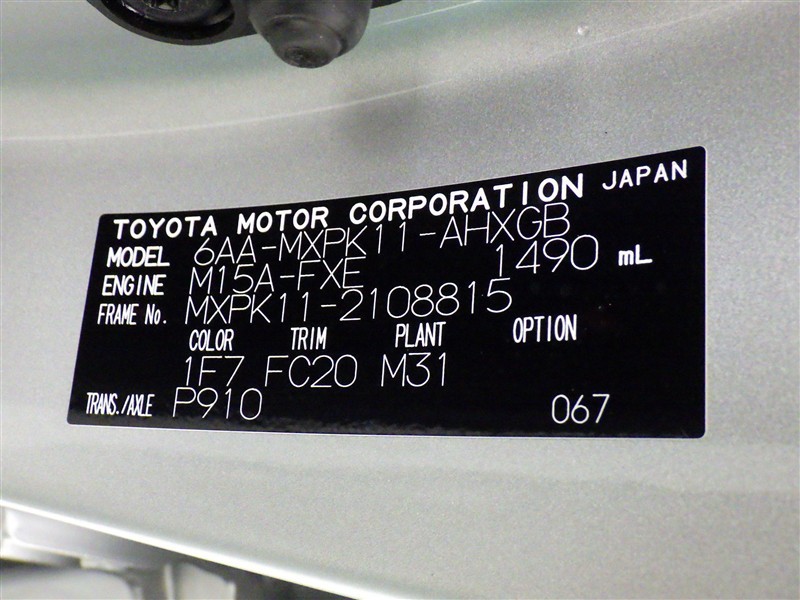 TOYOTA MOTOR CORPORATION JAPAN
MODEL 6AA-MXPK11-AHXGB
ENGINE M15A-FXE 1490 mL
FRAME No. MXPK11-2108815
COLOR TRIM PLANT OPTION
1F7 FC20 M31
TRANS./AXLE P910 067